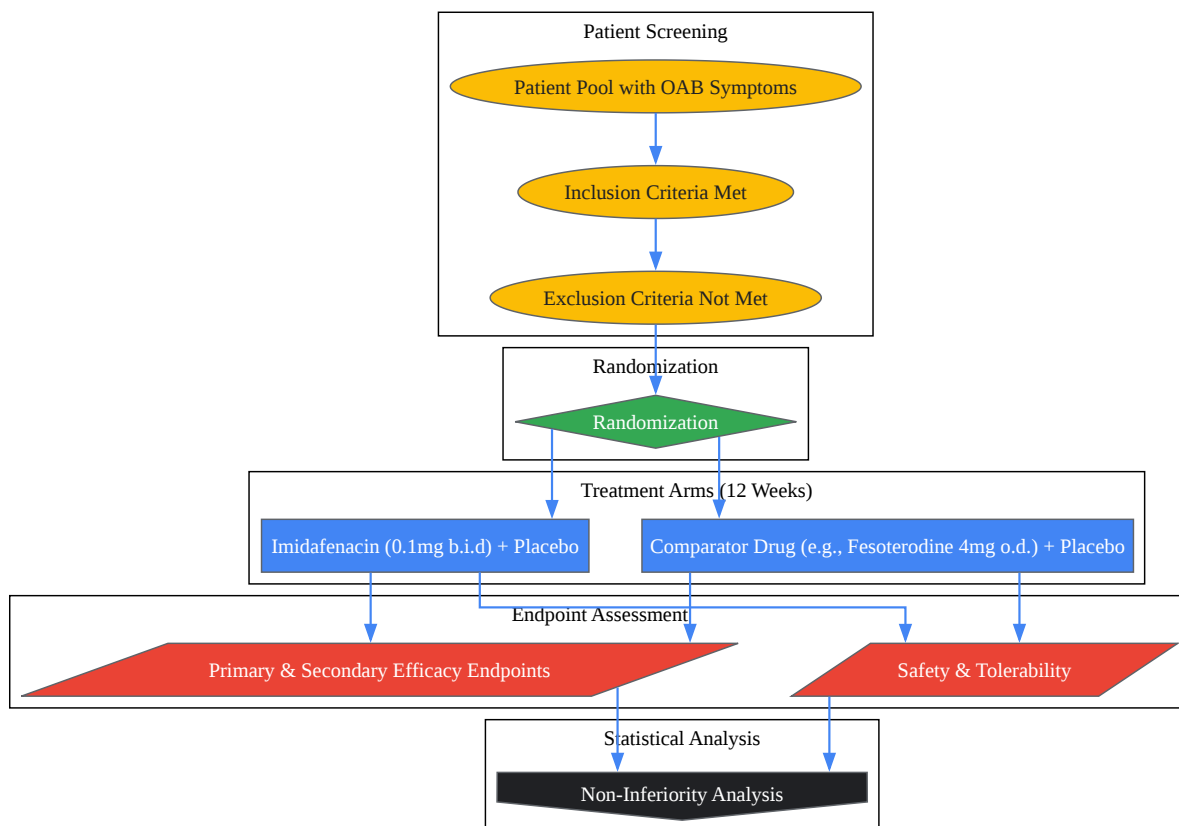 Patient Screening
Patient Pool with OAB Symptoms
Inclusion Criteria Met
Exclusion Criteria Not Met
Randomization
Randomization
Treatment Arms (12 Weeks)
Imidafenacin (0.1mg b.i.d) + Placebo
Comparator Drug (e.g., Fesoterodine 4mg o.d.) + Placebo
Endpoint Assessment
Primary & Secondary Efficacy Endpoints
Safety & Tolerability
Statistical Analysis
Non-Inferiority Analysis